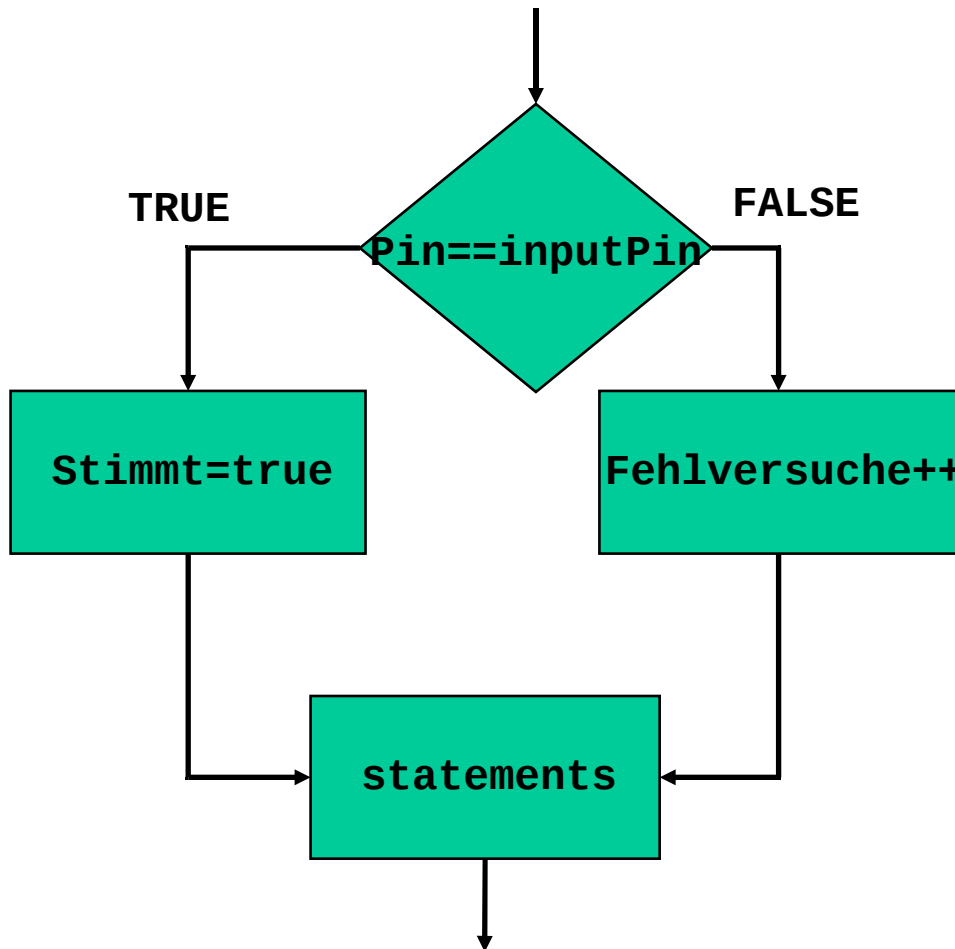 TRUE
FALSE
Pin==inputPin
Stimmt=true
Fehlversuche++
statements